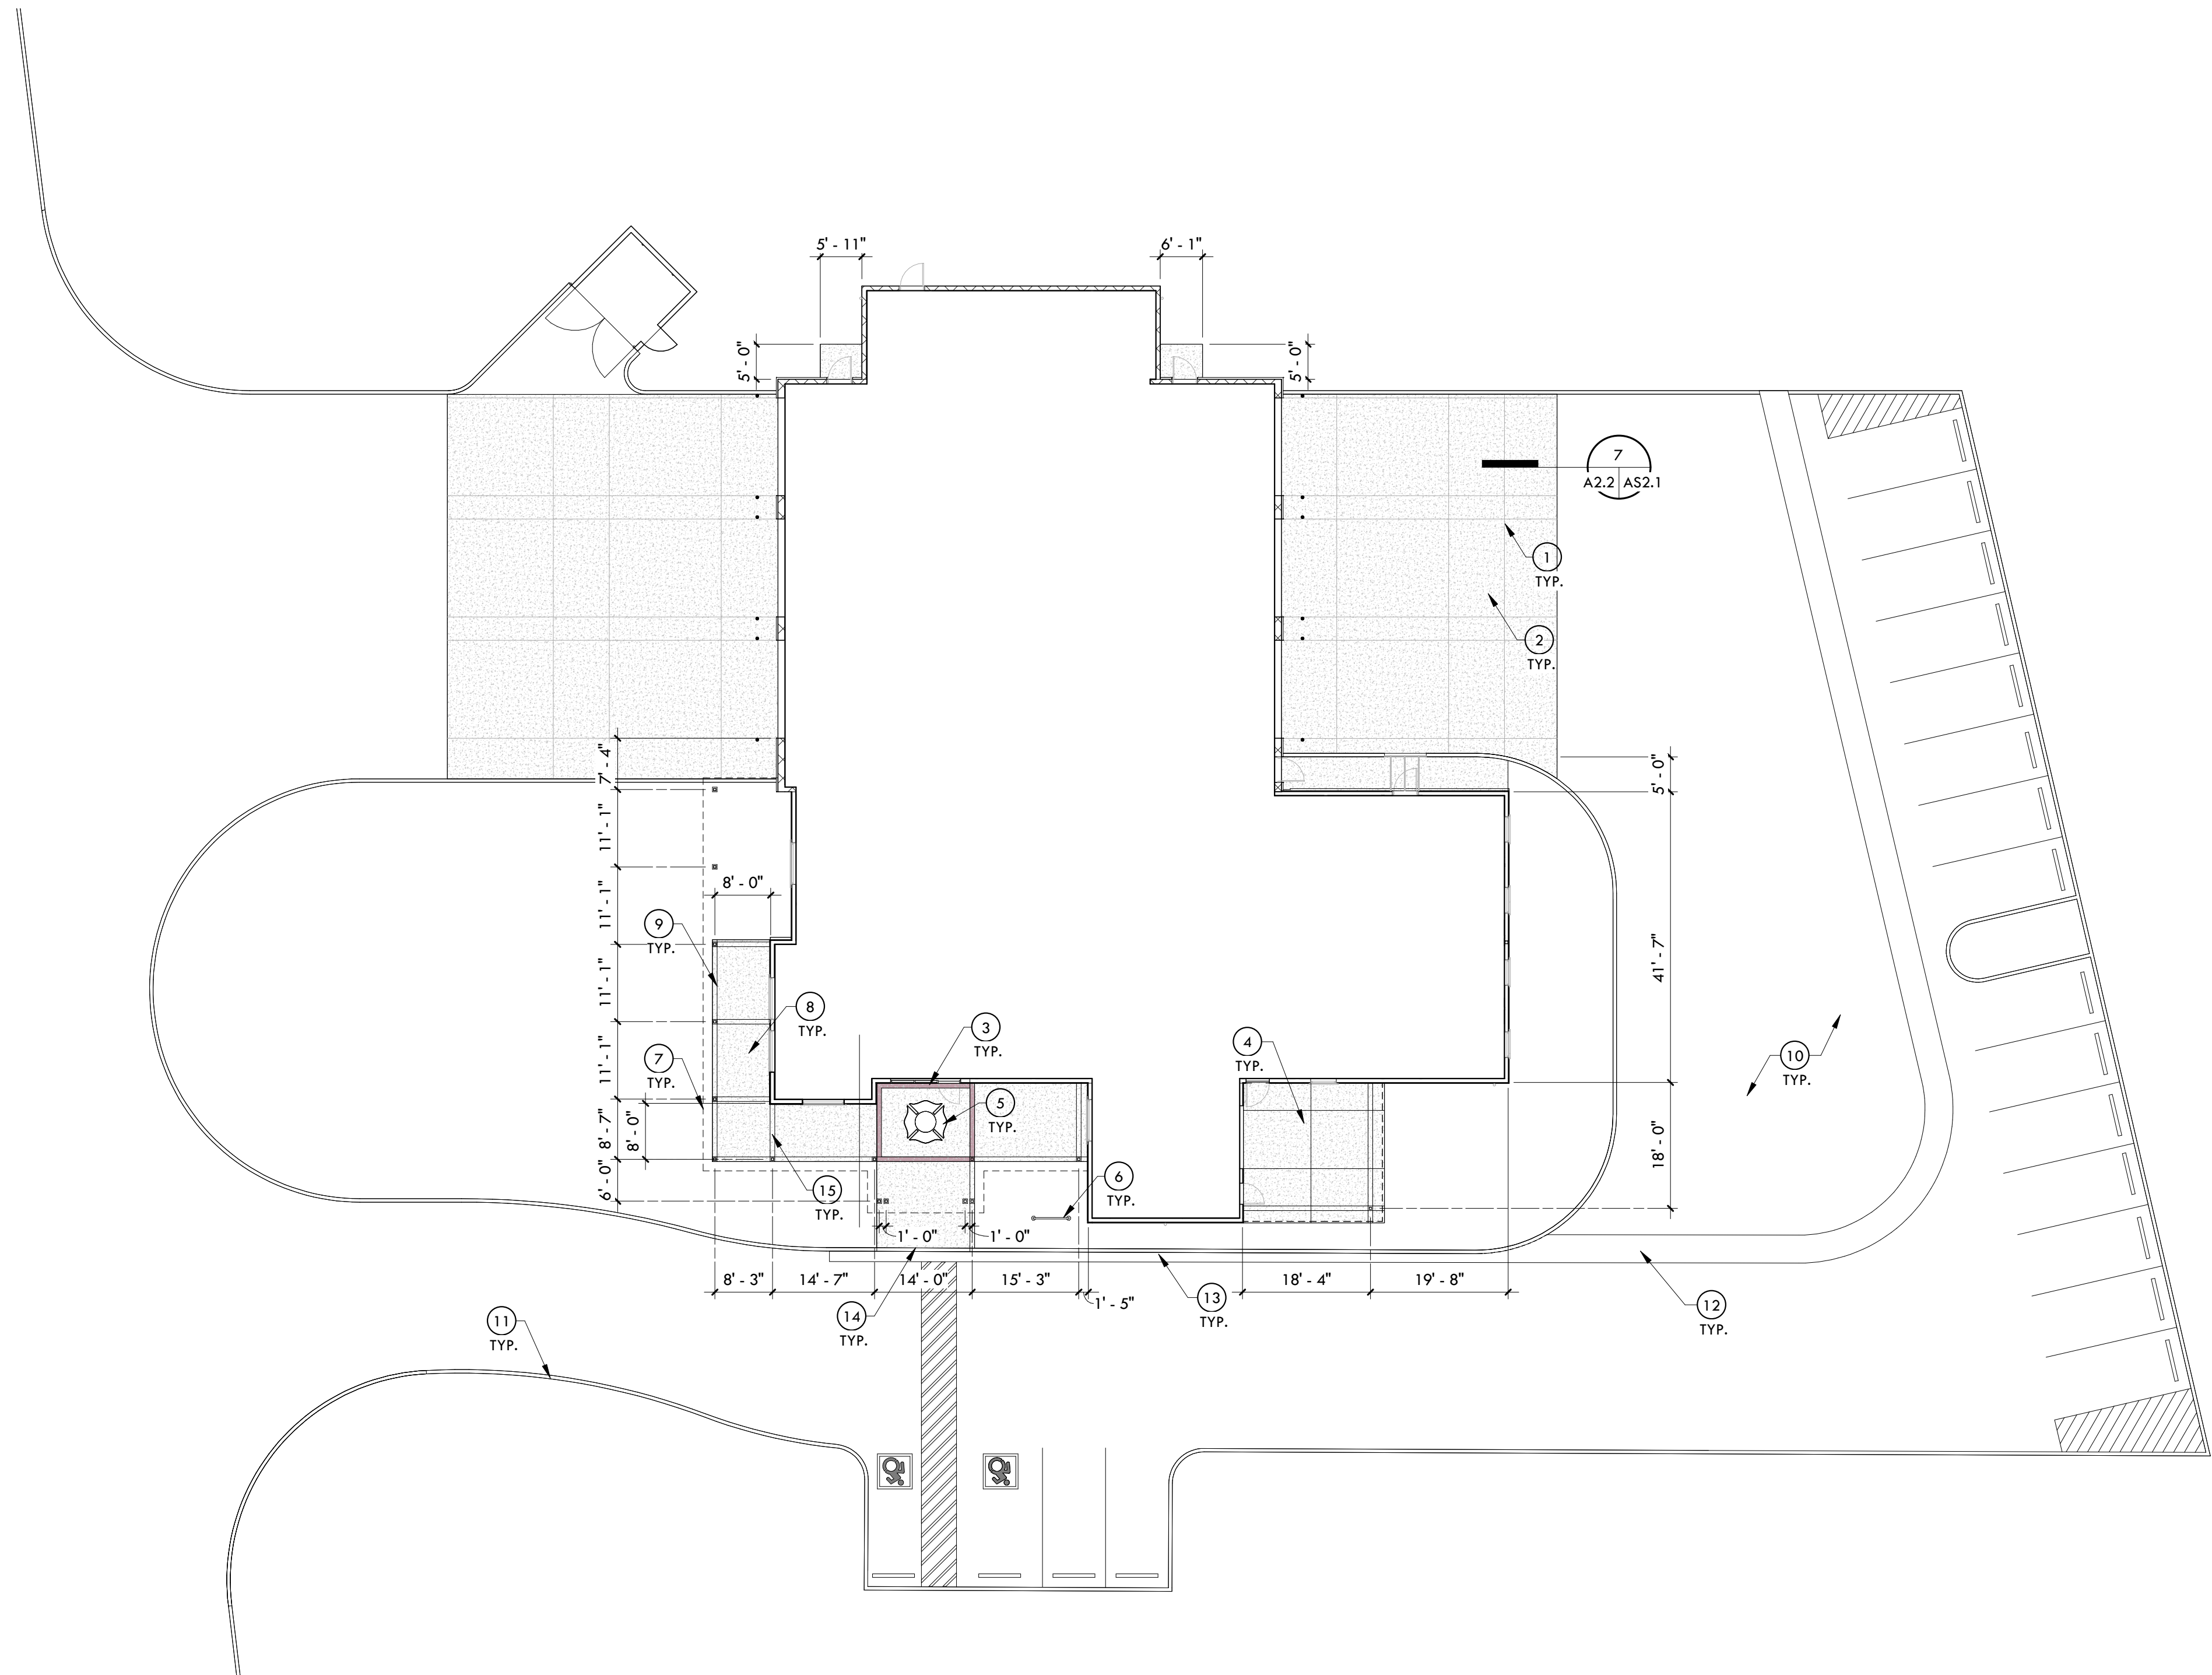 5' - 11"
6' - 1"
5' - 0"
5' - 0"
7
A2.2
AS2.1
1
TYP.
2
TYP.
7' - 4"
11' - 1"
11' - 1"
11' - 1"
11' - 1"
8' - 7"
6' - 0"
8' - 0"
8' - 0"
5' - 0"
41' - 7"
18' - 0"
9
TYP.
8
TYP.
7
TYP.
3
TYP.
4
TYP.
5
TYP.
10
TYP.
6
TYP.
15
TYP.
1' - 0"
1' - 0"
8' - 3"
14' - 7"
14' - 0"
15' - 3"
1' - 5"
18' - 4"
19' - 8"
14
TYP.
13
TYP.
12
TYP.
11
TYP.